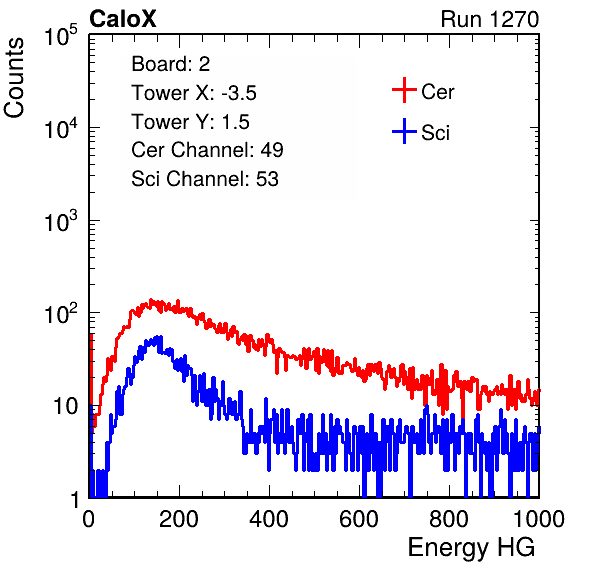 CaloX Run 1270
Counts
Board: 2
Tower X: -3.5
Tower Y: 1.5
Cer Channel: 49
Sci Channel: 53
Cer
Sci
10^5
10^4
10^3
10^2
10
1
0 200 400 600 800 1000
Energy HG